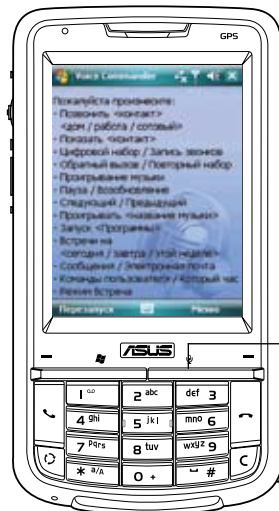 GPS
Voice Commander
Пожалуйста произнесите:
- Позвонить <контакт>
<дом / работа / сотовый>
- Показать <контакт>
- Цифровой набор / Запись звонков
- Обратный вызов / Повторный набор
- Проигрывание музыки
- Пауза / Возобновление
- Следующий / Предыдущий
- Проигрывать <название музыки>
- Запуск <Программы>
- Встречи на
<сегодня / завтра / этой неделе>
- Сообщения / Электронная почта
- Команды пользователя / Который час
- Режим Встреча
Перезапуск Меню
ASUS
1 2 abc def 3
4 ghi 5 jkl mno 6
7 Pqrs 8 tuv wxyz 9
* a/A 0 + #
C